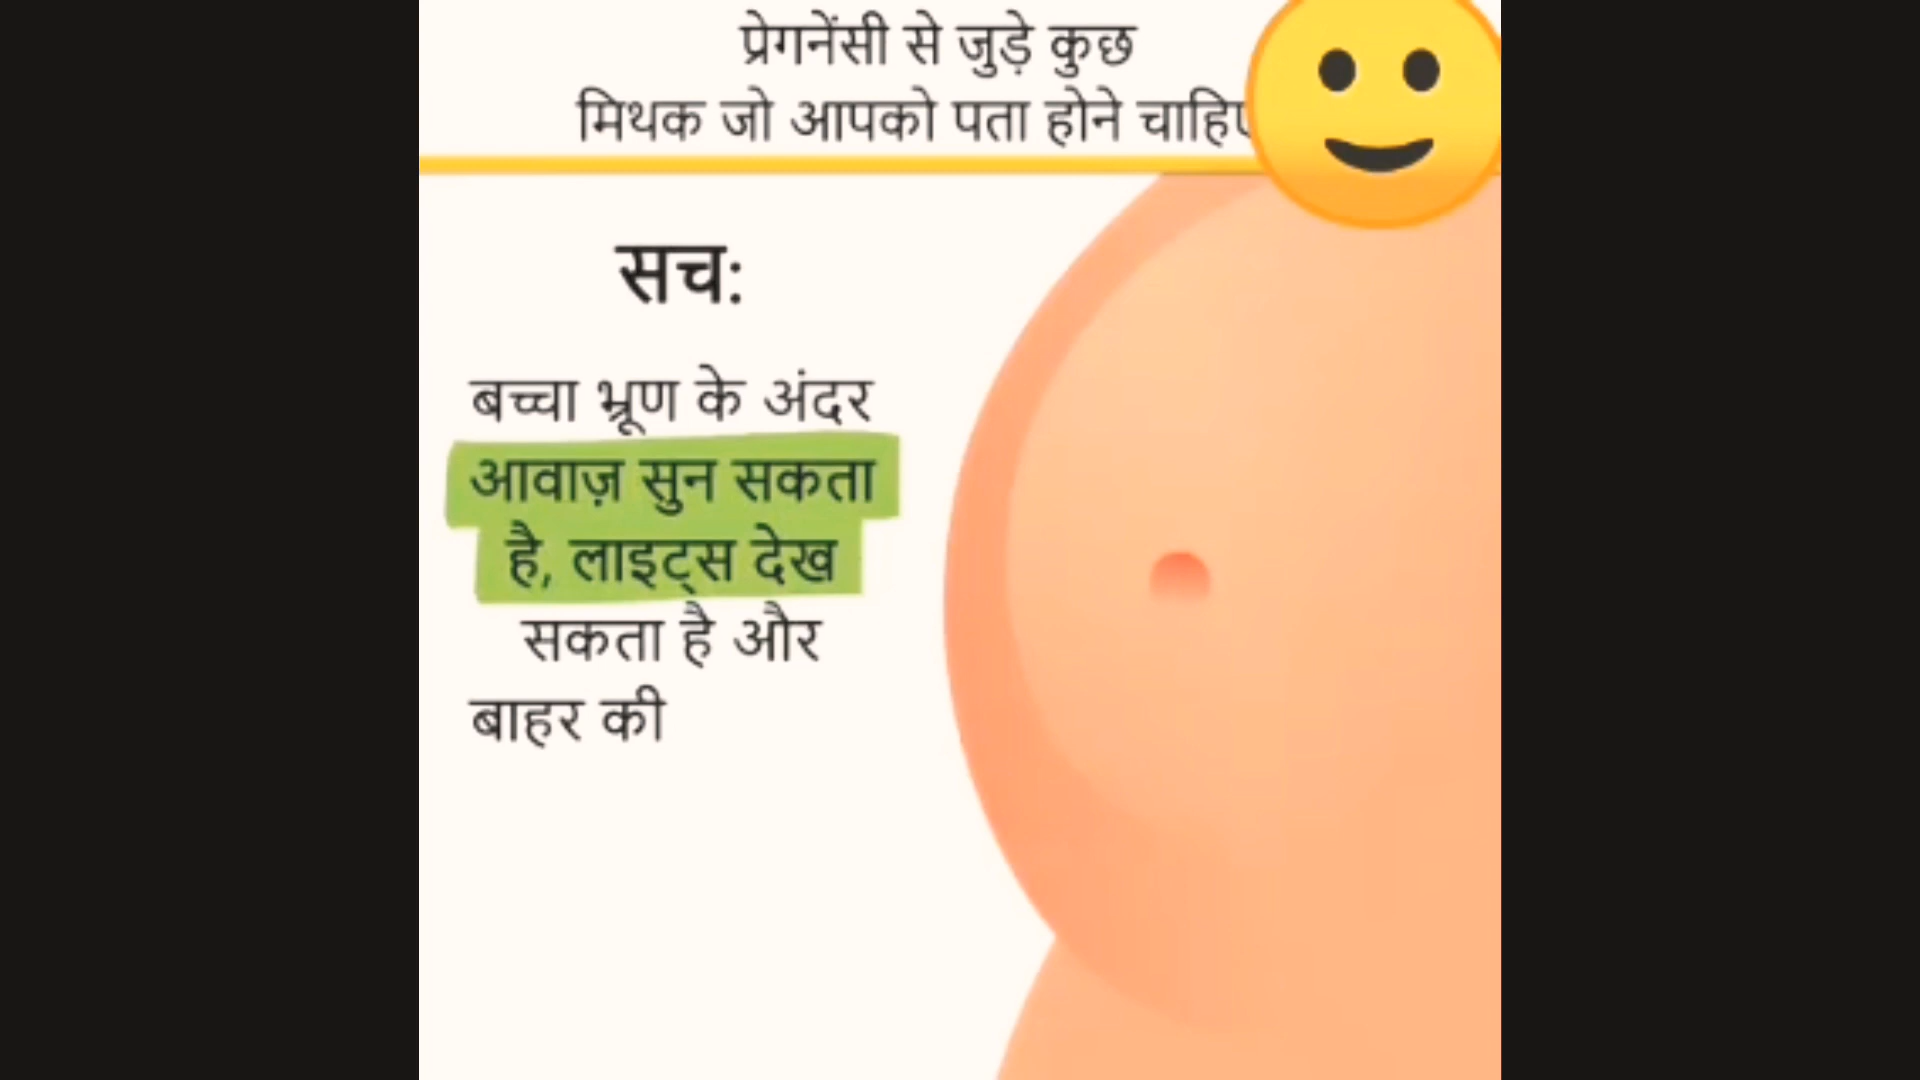 प्रेगनेंसी से जुड़े कुछ
मिथक जो आपको पता होने चाहिए
सच:
बच्चा भ्रूण के अंदर
आवाज़ सुन सकता
है, लाइट्स देख
सकता है और
बाहर की